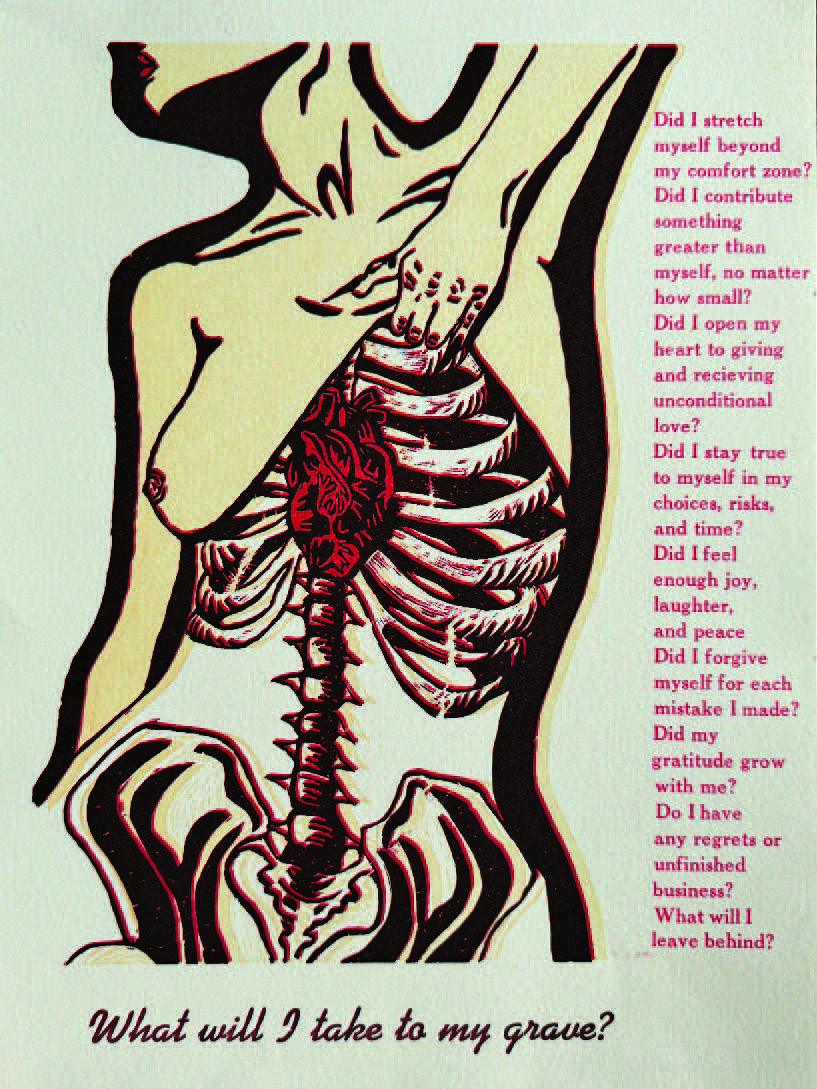 Did I stretch
myself beyond
my comfort zone?
Did I contribute
something
greater than
myself, no matter
how small?
Did I open my
heart to giving
and recieving
unconditional
love?
Did I stay true
to myself in my
choices, risks,
and time?
Did I feel
enough joy,
laughter,
and peace
Did I forgive
myself for each
mistake I made?
Did my
gratitude grow
with me?
Do I have
any regrets or
unfinished
business?
What will I
leave behind?
What will I take to my grave?